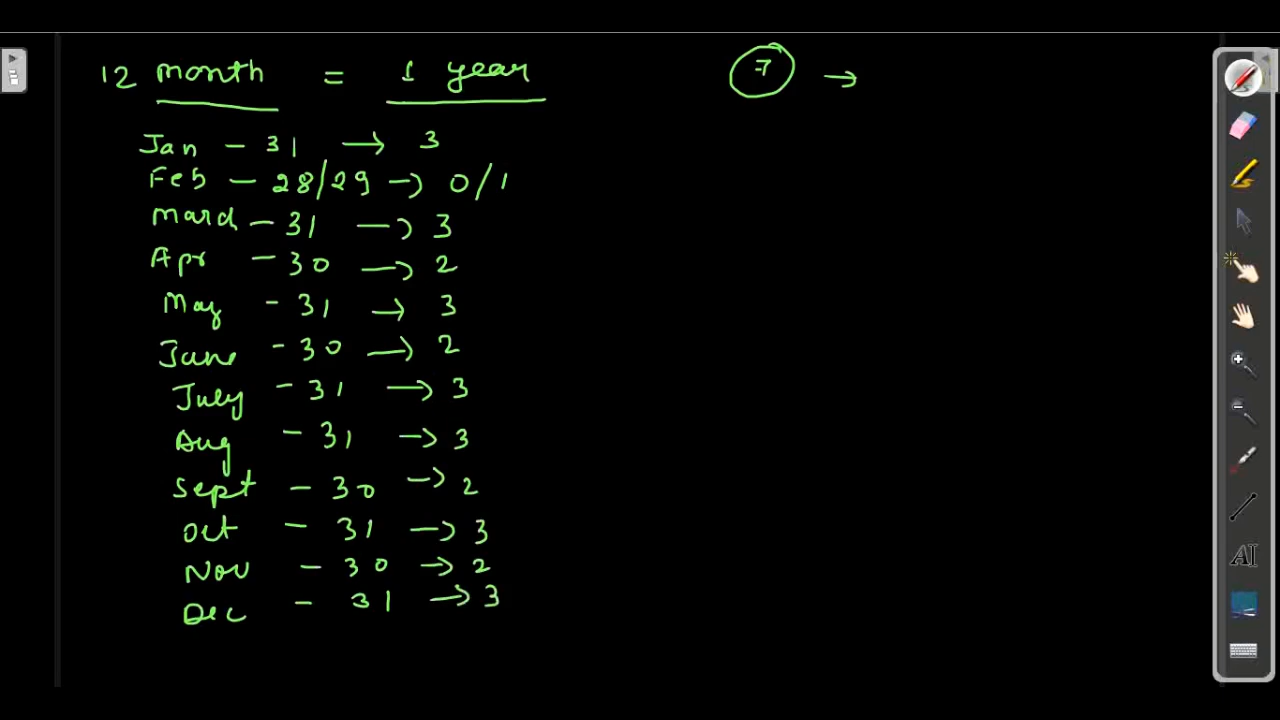 12 month = 1 year
7 →
Jan - 31 → 3
Feb - 28/29 → 0/1
March - 31 → 3
Apr - 30 → 2
May - 31 → 3
June - 30 → 2
July - 31 → 3
Aug - 31 → 3
Sept - 30 → 2
Oct - 31 → 3
Nov - 30 → 2
Dec - 31 → 3
AI